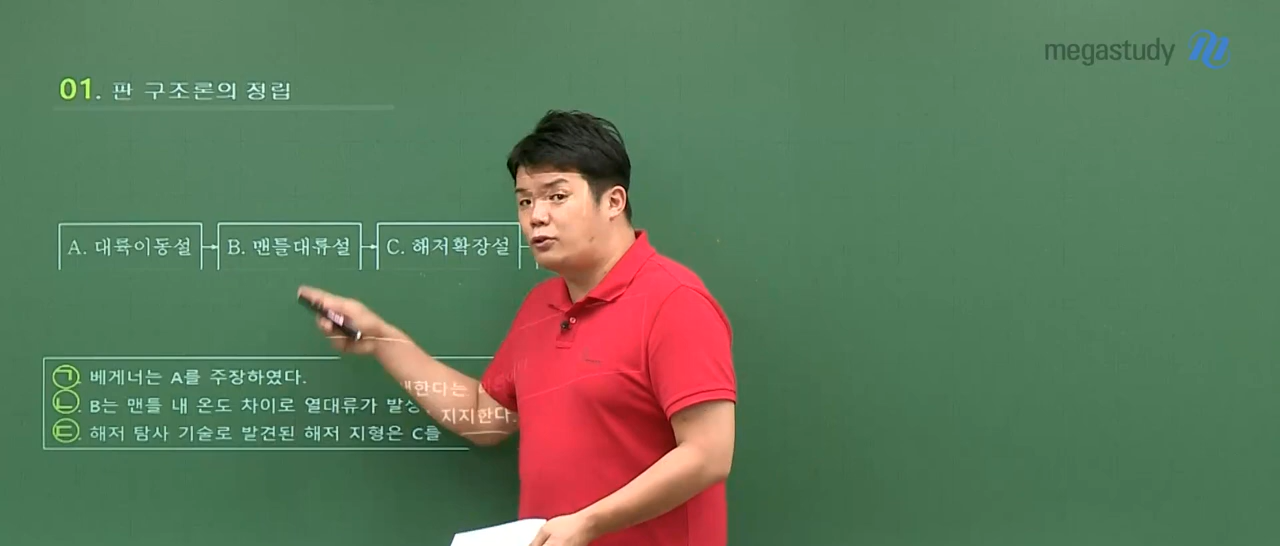 megastudy
01. 판 구조론의 정립
A. 대륙이동설 B. 맨틀대류설 C. 해저확장설
ㄱ. 베게너는 A를 주장하였다.
ㄴ. B는 맨틀 내 온도 차이로 열대류가 발생한다는
ㄷ. 해저 탐사 기술로 발견된 해저 지형은 C를 지지한다.